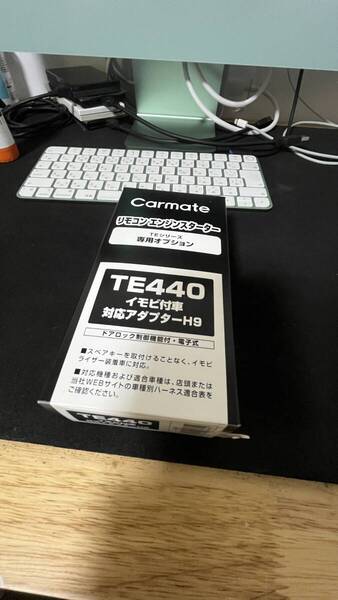 Carmate
リモコン・エンジンスターター
TEシリーズ
専用オプション
TE440
イモビ付車
対応アダプターH9
ドアロック制御機能付・電子式
■スペアキーを取付けることなく、イモビ
ライザー装着車に対応。
■対応機種および適合車種は、店頭または
当社WEBサイトの車種別ハーネス適合表を
ご確認ください。
TE440